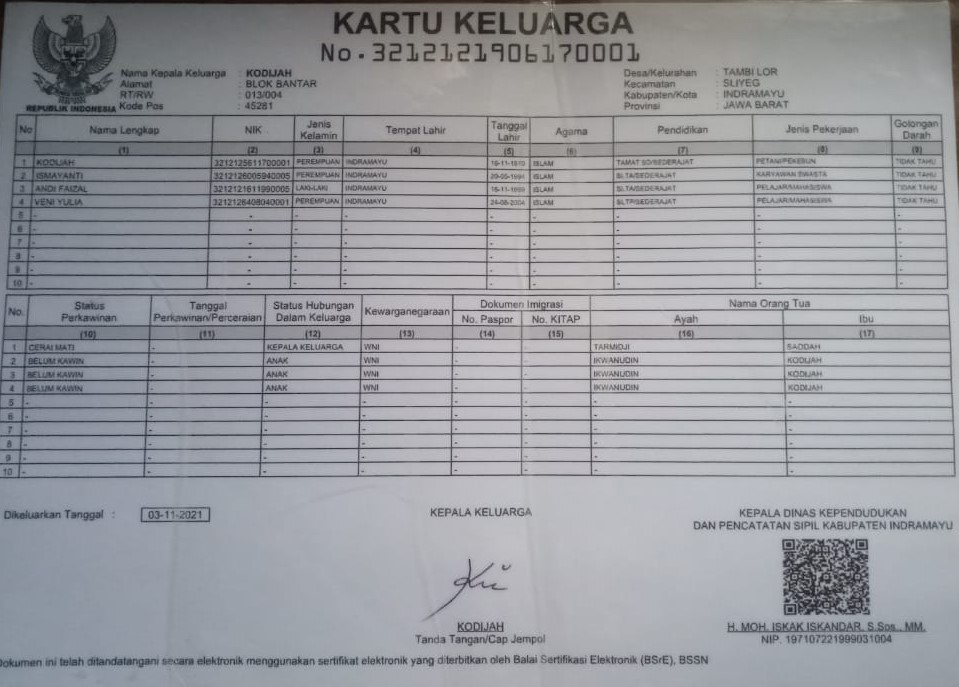 KARTU KELUARGA
No. 3212121906170001
REPUBLIK INDONESIA
Nama Kepala Keluarga : KODIJAH
Alamat : BLOK BANTAR
RT/RW : 013/004
Kode Pos : 45281
Desa/Kelurahan : TAMBI LOR
Kecamatan : SLIYEG
Kabupaten/Kota : INDRAMAYU
Provinsi : JAWA BARAT
No Nama Lengkap NIK Jenis Kelamin Tempat Lahir Tanggal Lahir Agama Pendidikan Jenis Pekerjaan Golongan Darah
(1) (2) (3) (4) (5) (6) (7) (8) (9)
1 KODIJAH 3212125611700001 PEREMPUAN INDRAMAYU 16-11-1970 ISLAM TAMAT SD/SEDERAJAT PETANI/PEKEBUN TIDAK TAHU
2 ISMAYANTI 3212126005940005 PEREMPUAN INDRAMAYU ISLAM SLTA/SEDERAJAT KARYAWAN SWASTA TIDAK TAHU
3 ANDI FAIZAL 3212121611990005 LAKI-LAKI INDRAMAYU 16-11-1999 ISLAM SLTA/SEDERAJAT PELAJAR/MAHASISWA TIDAK TAHU
4 VENI YULIA 3212126408040001 PEREMPUAN INDRAMAYU 24-08-2004 ISLAM SLTP/SEDERAJAT PELAJAR/MAHASISWA TIDAK TAHU
5 - - - - - - - - -
6 - - - - - - - - -
7 - - - - - - - - -
8 - - - - - - - - -
9 - - - - - - - - -
10 - - - - - - - - -
No. Status Perkawinan Tanggal Perkawinan/Perceraian Status Hubungan Dalam Keluarga Kewarganegaraan Dokumen Imigrasi Nama Orang Tua
No. Paspor No. KITAP Ayah Ibu
(10) (11) (12) (13) (14) (15) (16) (17)
1 CERAI MATI - KEPALA KELUARGA WNI - - TARMIDJI SADDAH
2 BELUM KAWIN - ANAK WNI - - IKWANUDIN KODIJAH
3 BELUM KAWIN - ANAK WNI - - IKWANUDIN KODIJAH
4 BELUM KAWIN - ANAK WNI - - IKWANUDIN KODIJAH
5 - - - - - - - -
6 - - - - - - - -
7 - - - - - - - -
8 - - - - - - - -
9 - - - - - - - -
10 - - - - - - - -
Dikeluarkan Tanggal : 03-11-2021
KEPALA KELUARGA
KODIJAH
Tanda Tangan/Cap Jempol
KEPALA DINAS KEPENDUDUKAN
DAN PENCATATAN SIPIL KABUPATEN INDRAMAYU
H. MOH. ISKAK ISKANDAR, S.Sos., MM.
NIP. 197107221999031004
Dokumen ini telah ditandatangani secara elektronik menggunakan sertifikat elektronik yang diterbitkan oleh Balai Sertifikasi Elektronik (BSrE), BSSN